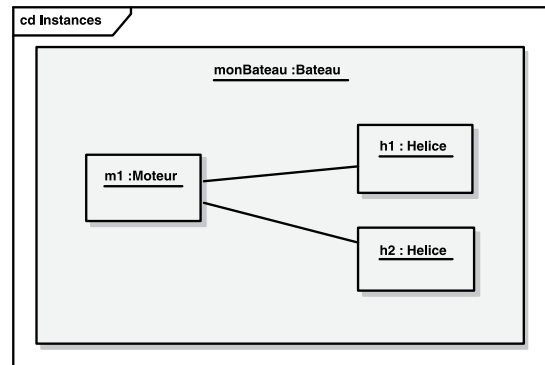 cd Instances
monBateau :Bateau
h1 : Helice
m1 :Moteur
h2 : Helice